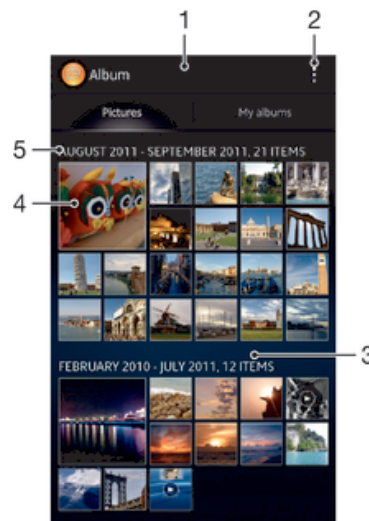 1 2
Album
Pictures My albums
5 AUGUST 2011 - SEPTEMBER 2011, 21 ITEMS
4
3
FEBRUARY 2010 - JULY 2011, 12 ITEMS